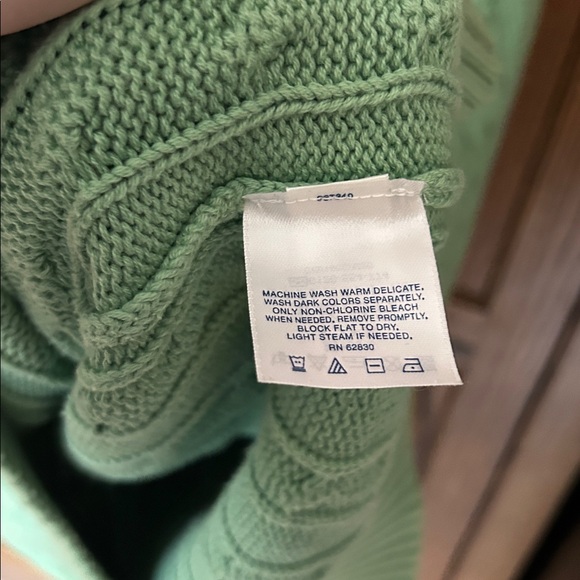 MACHINE WASH WARM DELICATE.
WASH DARK COLORS SEPARATELY.
ONLY NON-CHLORINE BLEACH
WHEN NEEDED. REMOVE PROMPTLY.
BLOCK FLAT TO DRY.
LIGHT STEAM IF NEEDED.
RN 62830